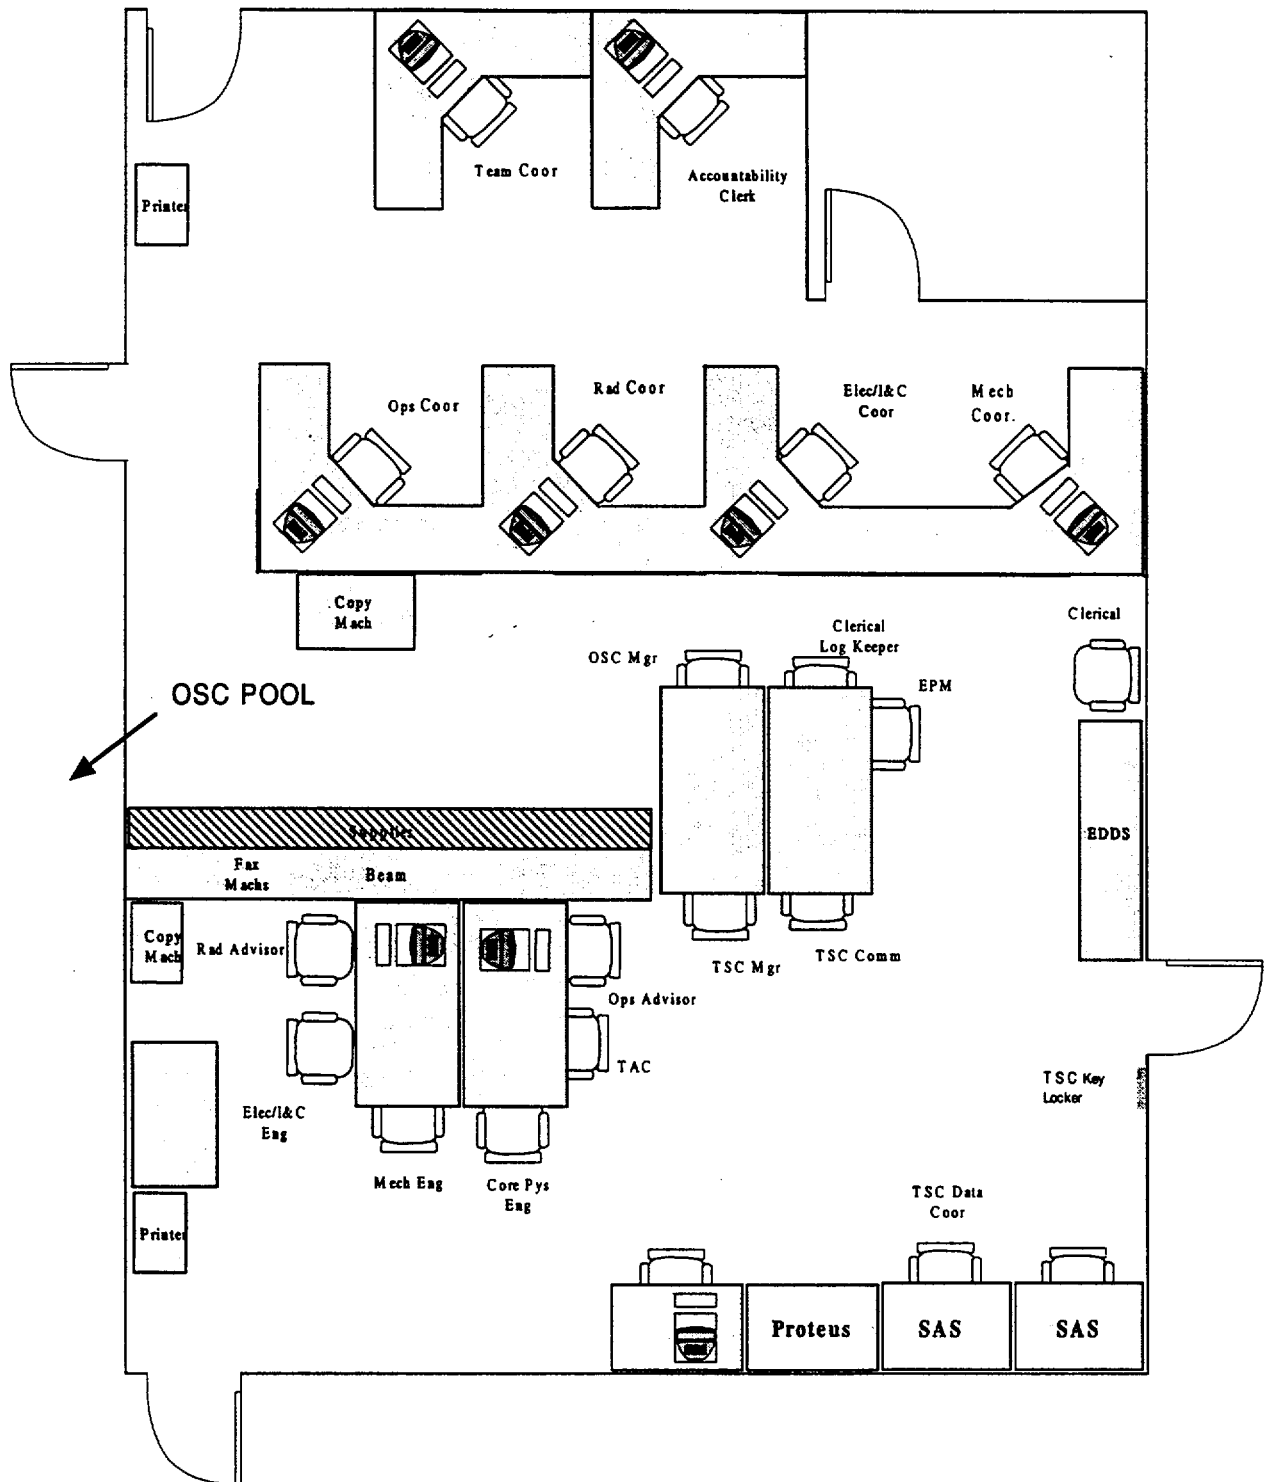 Team Coor
Accountability
Clerk
Printer
Ops Coor
Rad Coor
Elec/I&C
Coor
Mech
Coor.
Copy
Mach
OSC Mgr
Clerical
Log Keeper
Clerical
EPM
OSC POOL
Supplies
EDDS
Fax
Machs
Beam
Copy
Mach
Rad Advisor
TSC Mgr
TSC Comm
Ops Advisor
TAC
TSC Key
Locker
Elec/I&C
Eng
Mech Eng
Core Pys
Eng
TSC Data
Coor
Printer
Proteus
SAS
SAS